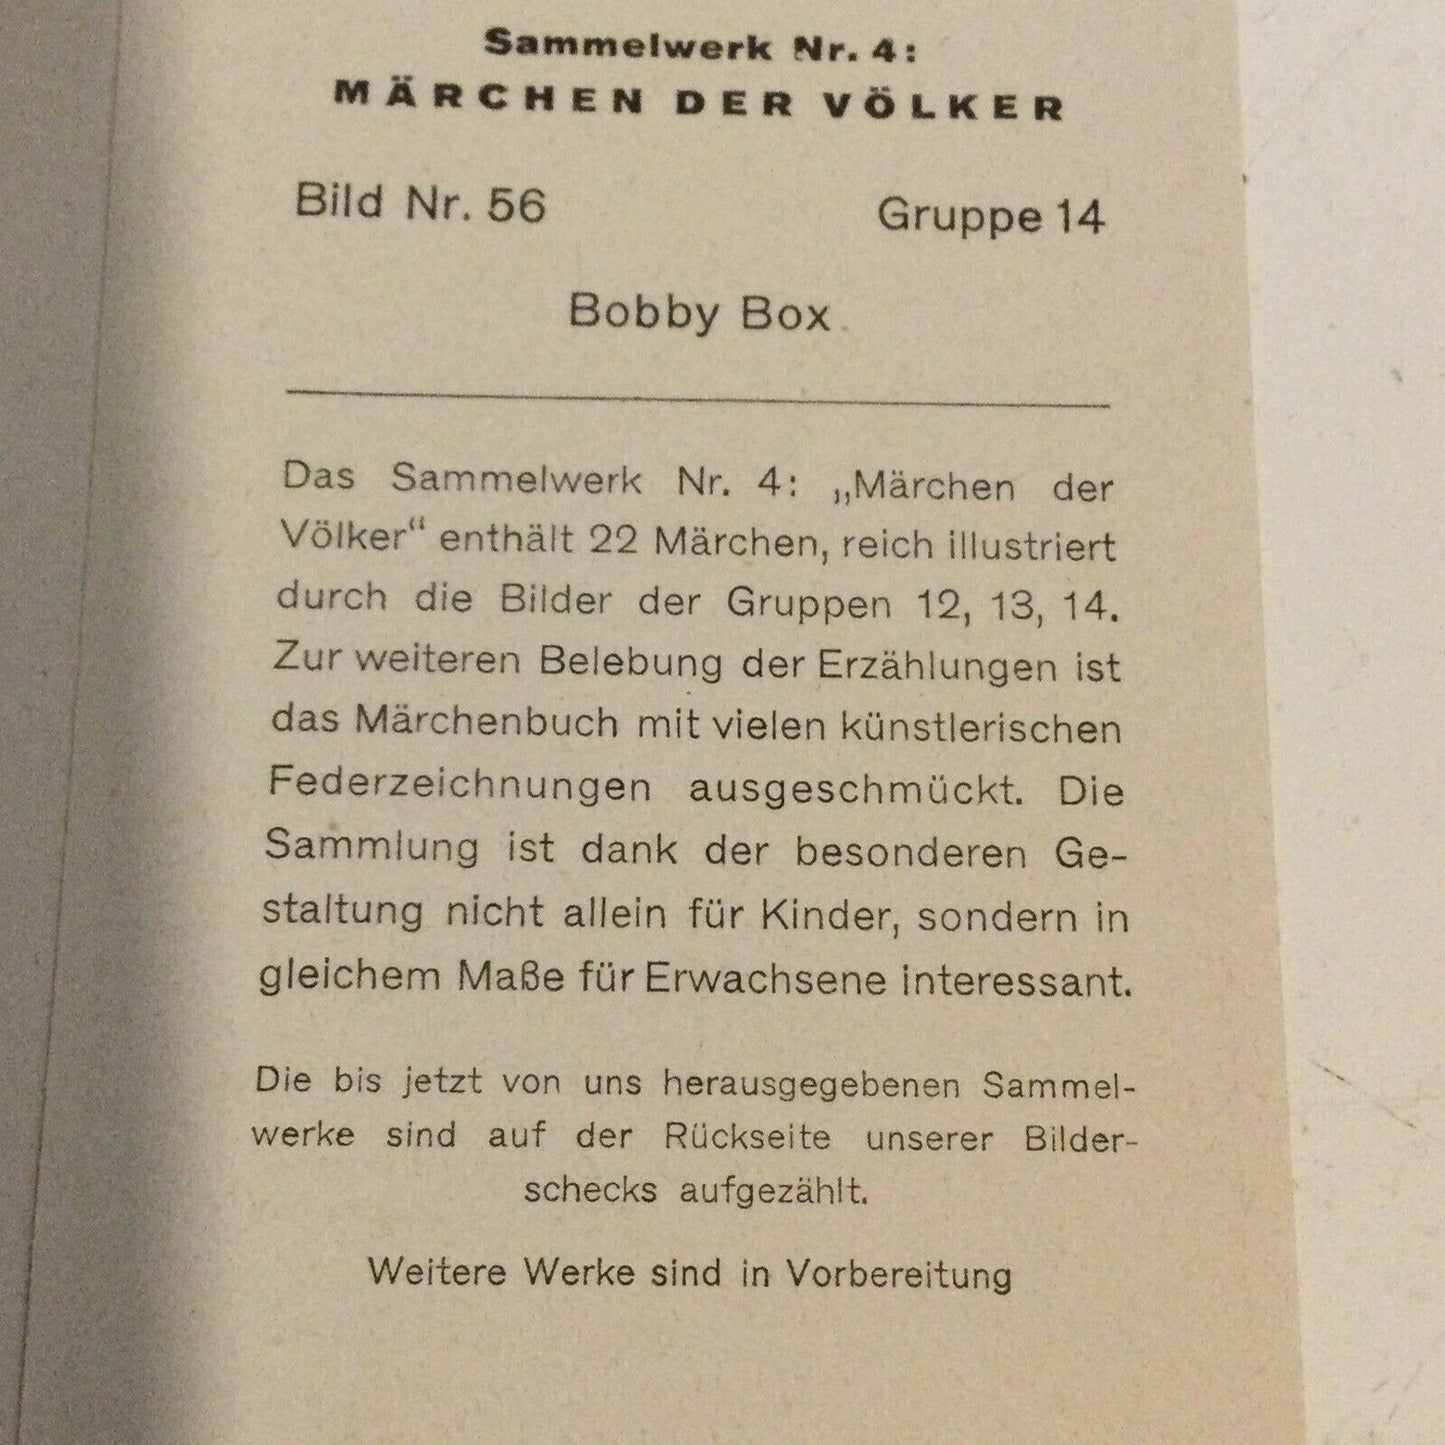 Sammelwerk Nr. 4:
MÄRCHEN DER VÖLKER
Bild Nr. 56 Gruppe 14
Bobby Box
Das Sammelwerk Nr. 4: „Märchen der
Völker“ enthält 22 Märchen, reich illustriert
durch die Bilder der Gruppen 12, 13, 14.
Zur weiteren Belebung der Erzählungen ist
das Märchenbuch mit vielen künstlerischen
Federzeichnungen ausgeschmückt. Die
Sammlung ist dank der besonderen Ge-
staltung nicht allein für Kinder, sondern in
gleichem Maße für Erwachsene interessant.
Die bis jetzt von uns herausgegebenen Sammel-
werke sind auf der Rückseite unserer Bilder-
schecks aufgezählt.
Weitere Werke sind in Vorbereitung